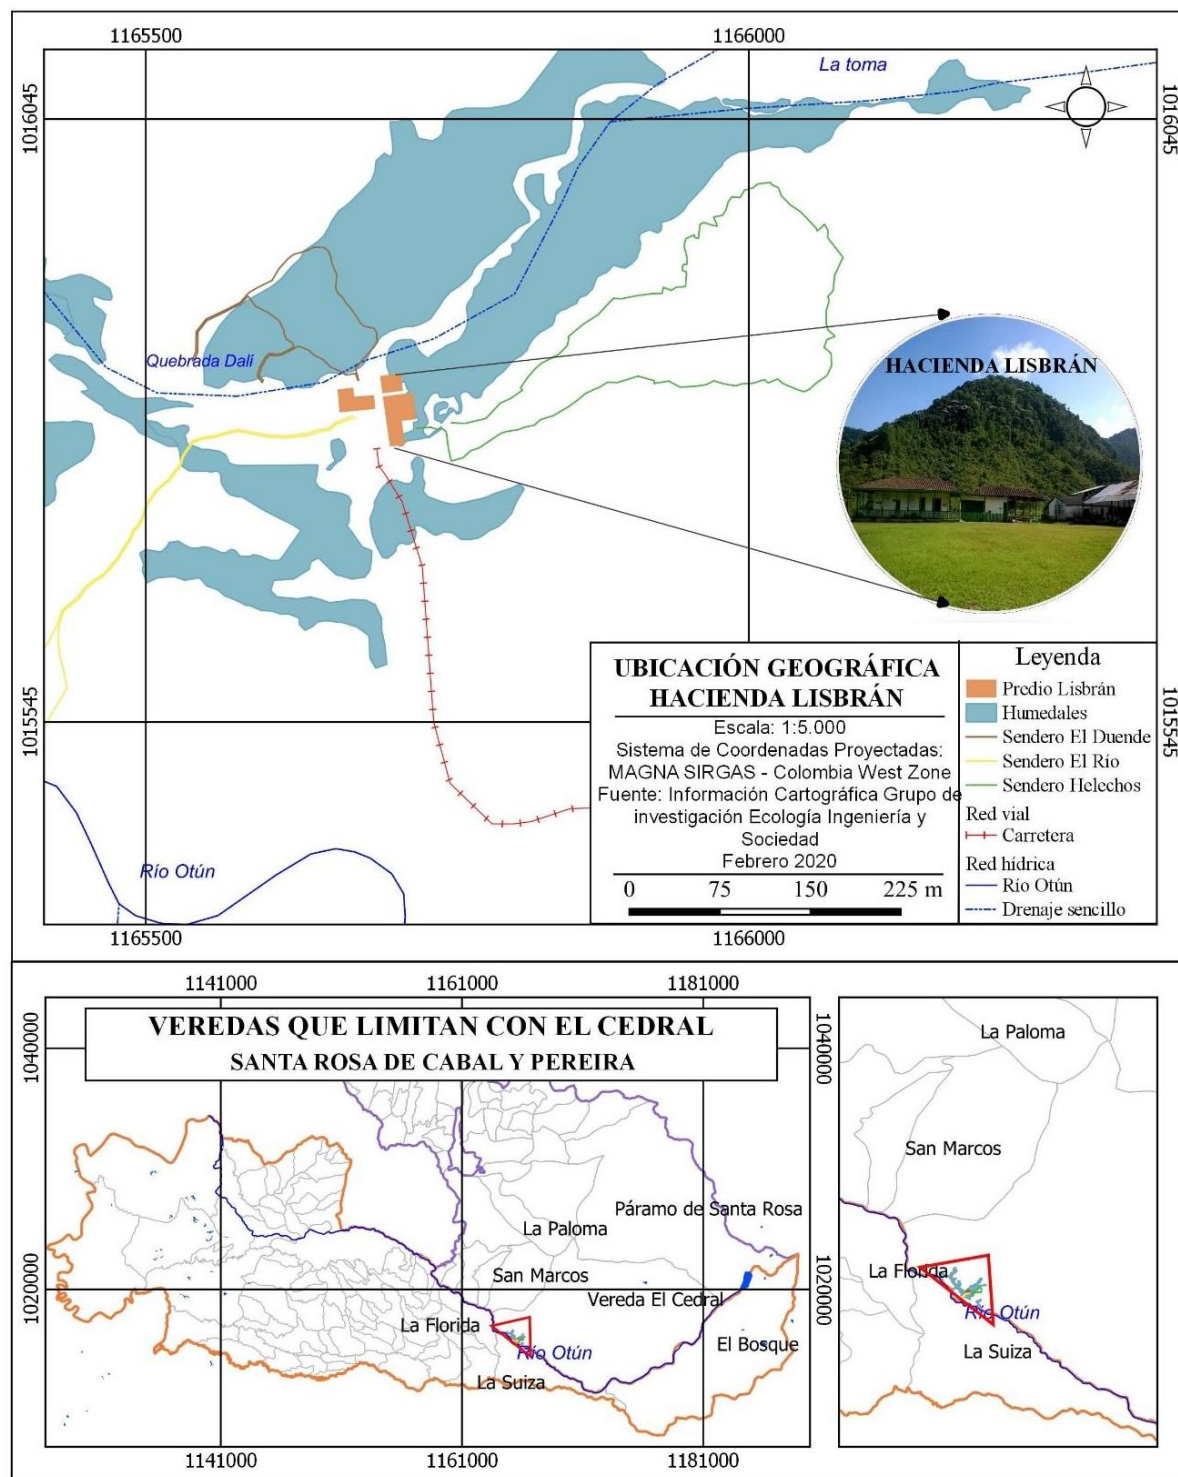 1165500
1166000
La toma
1016045
1016045
Quebrada Dalí
HACIENDA LISBRÁN
UBICACIÓN GEOGRÁFICA
HACIENDA LISBRÁN
Escala: 1:5.000
Sistema de Coordenadas Proyectadas:
MAGNA SIRGAS - Colombia West Zone
Fuente: Información Cartográfica Grupo de
investigación Ecología Ingeniería y
Sociedad
Febrero 2020
0 75 150 225 m
Leyenda
Predio Lisbrán
Humedales
Sendero El Duende
Sendero El Río
Sendero Helechos
Red vial
Carretera
Red hídrica
Río Otún
Drenaje sencillo
1015545
1015545
Río Otún
1165500
1166000
1141000
1161000
1181000
VEREDAS QUE LIMITAN CON EL CEDRAL
SANTA ROSA DE CABAL Y PEREIRA
1040000
1040000
La Paloma
San Marcos
Páramo de Santa Rosa
La Paloma
San Marcos
1020000
1020000
Vereda El Cedral
La Florida
El Bosque
Río Otún
La Suiza
La Florida
Río Otún
La Suiza
1141000
1161000
1181000